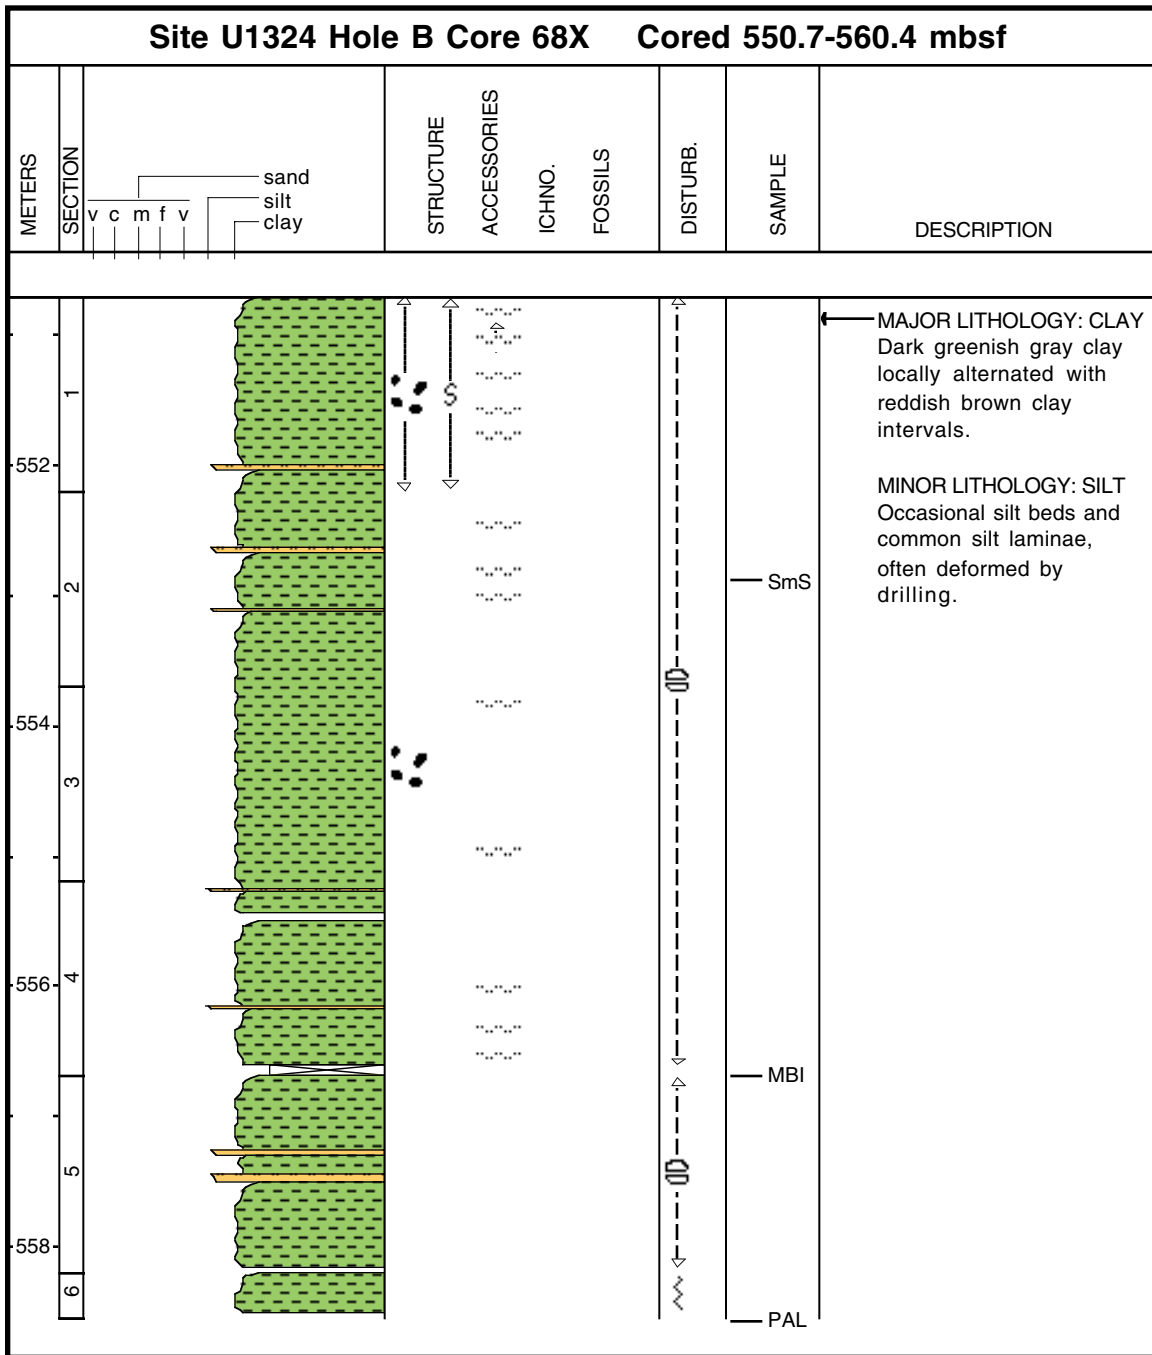 Site U1324 Hole B Core 68X Cored 550.7-560.4 mbsf
METERS
SECTION
v c m f v
sand
silt
clay
STRUCTURE
ACCESSORIES
ICHNO.
FOSSILS
DISTURB.
SAMPLE
DESCRIPTION
MAJOR LITHOLOGY: CLAY
Dark greenish gray clay
locally alternated with
reddish brown clay
intervals.
MINOR LITHOLOGY: SILT
Occasional silt beds and
common silt laminae,
often deformed by
drilling.
1
S
552
2
SmS
554
3
4
556
MBI
5
558
6
PAL